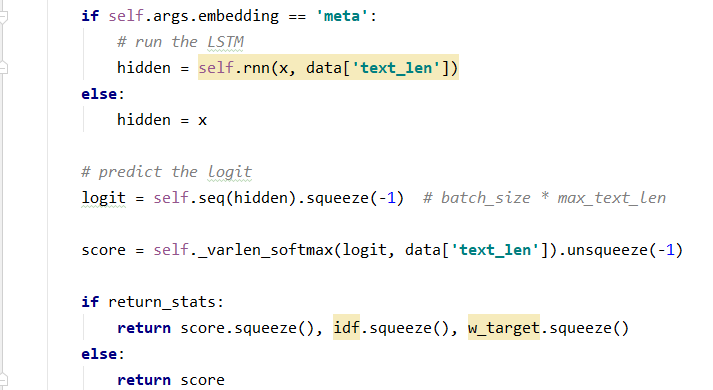 if self.args.embedding == 'meta':
# run the LSTM
hidden = self.rnn(x, data['text_len'])
else:
hidden = x
# predict the logit
logit = self.seq(hidden).squeeze(-1)  # batch_size * max_text_len
score = self._varlen_softmax(logit, data['text_len']).unsqueeze(-1)
if return_stats:
return score.squeeze(), idf.squeeze(), w_target.squeeze()
else:
return score